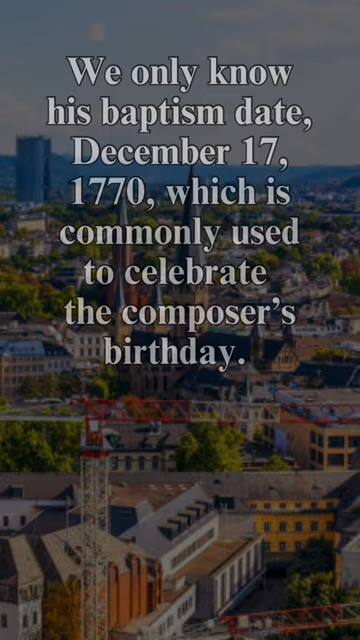 We only know
his baptism date,
December 17,
1770, which is
commonly used
to celebrate
the composer’s
birthday.